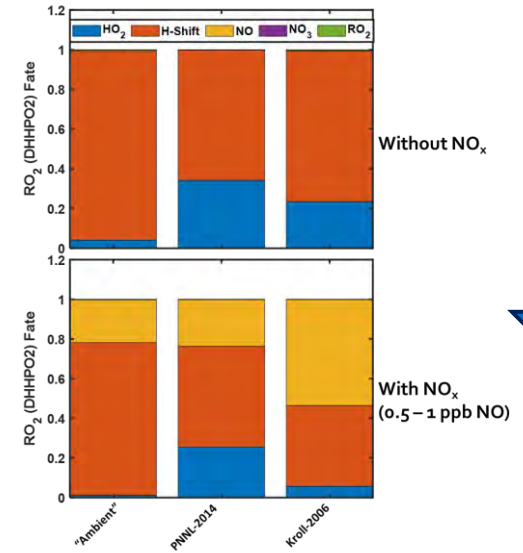 1.2
HO₂ H-Shift NO NO₃ RO₂
1
0.8
0.6
0.4
0.2
0
RO₂ (DHHPO2) Fate
Without NOₓ
1.2
1
0.8
0.6
0.4
0.2
0
RO₂ (DHHPO2) Fate
With NOₓ
(0.5 – 1 ppb NO)
"Ambient" PNNL-2014 Kroll-2006